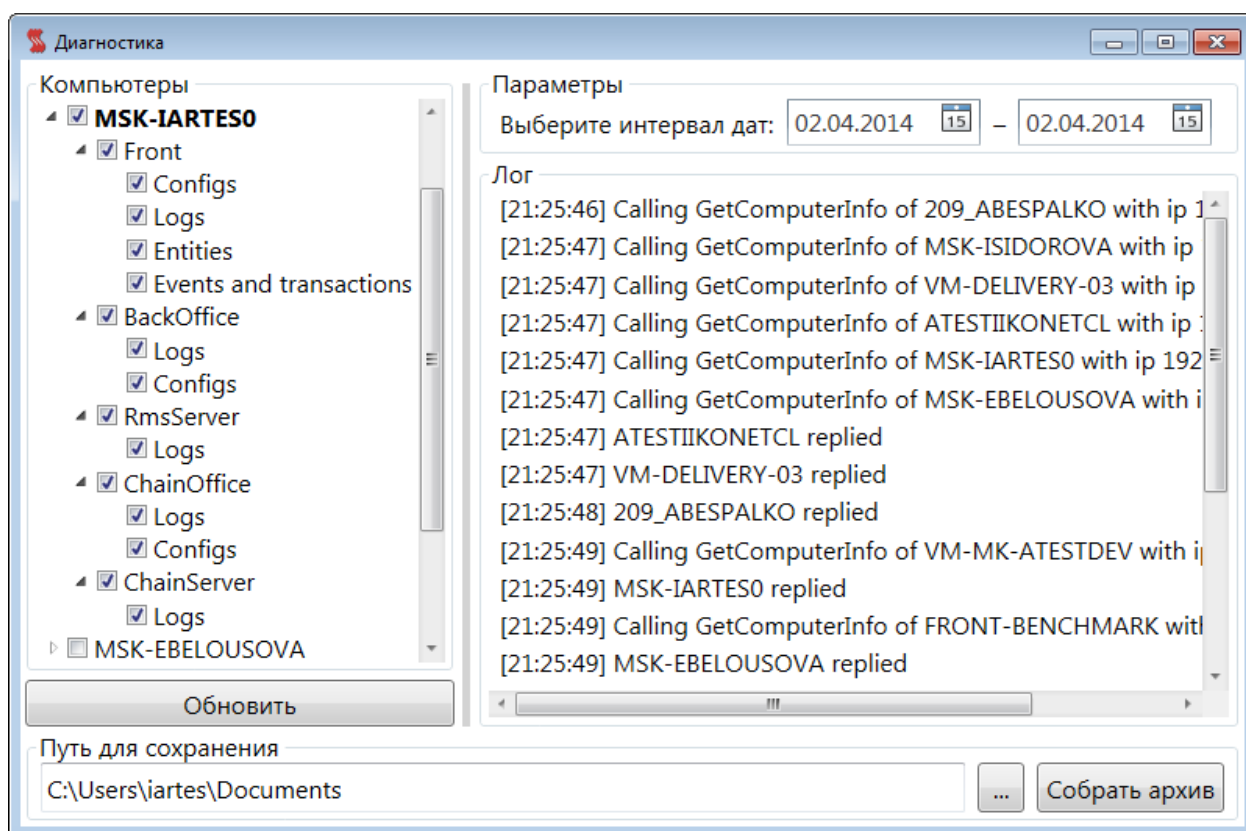 Диагностика
Компьютеры
MSK-IARTES0
Front
Configs
Logs
Entities
Events and transactions
BackOffice
Logs
Configs
RmsServer
Logs
ChainOffice
Logs
Configs
ChainServer
Logs
MSK-EBELOUSOVA
Обновить
Параметры
Выберите интервал дат: 02.04.2014 15 – 02.04.2014 15
Лог
[21:25:46] Calling GetComputerInfo of 209_ABESPALKO with ip 1
[21:25:47] Calling GetComputerInfo of MSK-ISIDOROVA with ip
[21:25:47] Calling GetComputerInfo of VM-DELIVERY-03 with ip
[21:25:47] Calling GetComputerInfo of ATESTIIKONETCL with ip
[21:25:47] Calling GetComputerInfo of MSK-IARTES0 with ip 192
[21:25:47] Calling GetComputerInfo of MSK-EBELOUSOVA with i
[21:25:47] ATESTIIKONETCL replied
[21:25:47] VM-DELIVERY-03 replied
[21:25:48] 209_ABESPALKO replied
[21:25:49] Calling GetComputerInfo of VM-MK-ATESTDEV with ip
[21:25:49] MSK-IARTES0 replied
[21:25:49] Calling GetComputerInfo of FRONT-BENCHMARK with
[21:25:49] MSK-EBELOUSOVA replied
Путь для сохранения
C:\Users\iartes\Documents
... Собрать архив